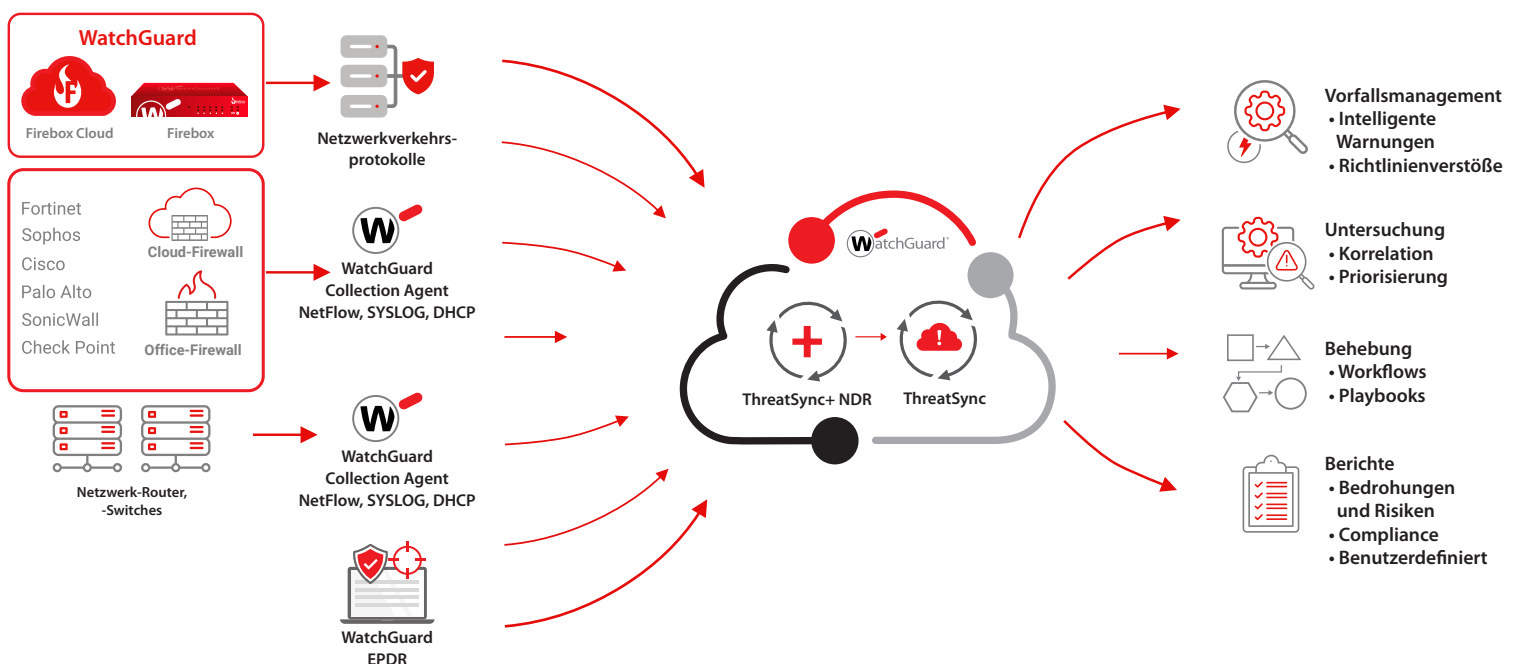 WatchGuard
Firebox Cloud
Firebox
Netzwerkverkehrs-
protokolle
Fortinet
Sophos
Cisco
Palo Alto
SonicWall
Check Point
Cloud-Firewall
Office-Firewall
WatchGuard
Collection Agent
NetFlow, SYSLOG, DHCP
Netzwerk-Router,
-Switches
WatchGuard
Collection Agent
NetFlow, SYSLOG, DHCP
WatchGuard
EPDR
WatchGuard
ThreatSync+ NDR
ThreatSync
Vorfallsmanagement
• Intelligente
Warnungen
• Richtlinienverstöße
Untersuchung
• Korrelation
• Priorisierung
Behebung
• Workflows
• Playbooks
Berichte
• Bedrohungen
und Risiken
• Compliance
• Benutzerdefiniert